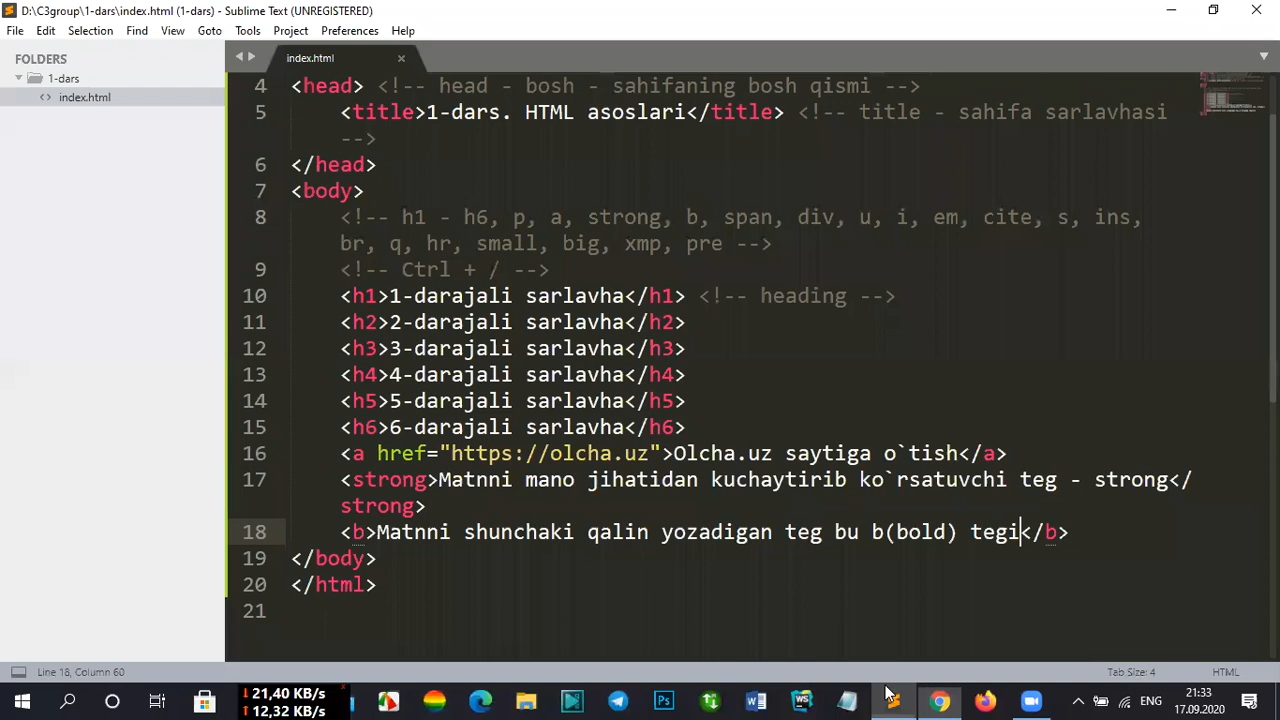 D:\C3group\1-dars\index.html (1-dars) - Sublime Text (UNREGISTERED)
File Edit Selection Find View Goto Tools Project Preferences Help
FOLDERS
1-dars
<> index.html
index.html
4 <head> <!-- head - bosh - sahifaning bosh qismi -->
5 <title>1-dars. HTML asoslari</title> <!-- title - sahifa sarlavhasi
-->
6 </head>
7 <body>
8 <!-- h1 - h6, p, a, strong, b, span, div, u, i, em, cite, s, ins,
br, q, hr, small, big, xmp, pre -->
9 <!-- Ctrl + / -->
10 <h1>1-darajali sarlavha</h1> <!-- heading -->
11 <h2>2-darajali sarlavha</h2>
12 <h3>3-darajali sarlavha</h3>
13 <h4>4-darajali sarlavha</h4>
14 <h5>5-darajali sarlavha</h5>
15 <h6>6-darajali sarlavha</h6>
16 <a href="https://olcha.uz">Olcha.uz saytiga o`tish</a>
17 <strong>Matnni mano jihatidan kuchaytirib ko`rsatuvchi teg - strong</
strong>
18 <b>Matnni shunchaki qalin yozadigan teg bu b(bold) tegi</b>
19 </body>
20 </html>
21
Line 18, Column 60 Tab Size: 4 HTML
21,40 KB/s
12,32 KB/s
ENG
21:33
17.09.2020